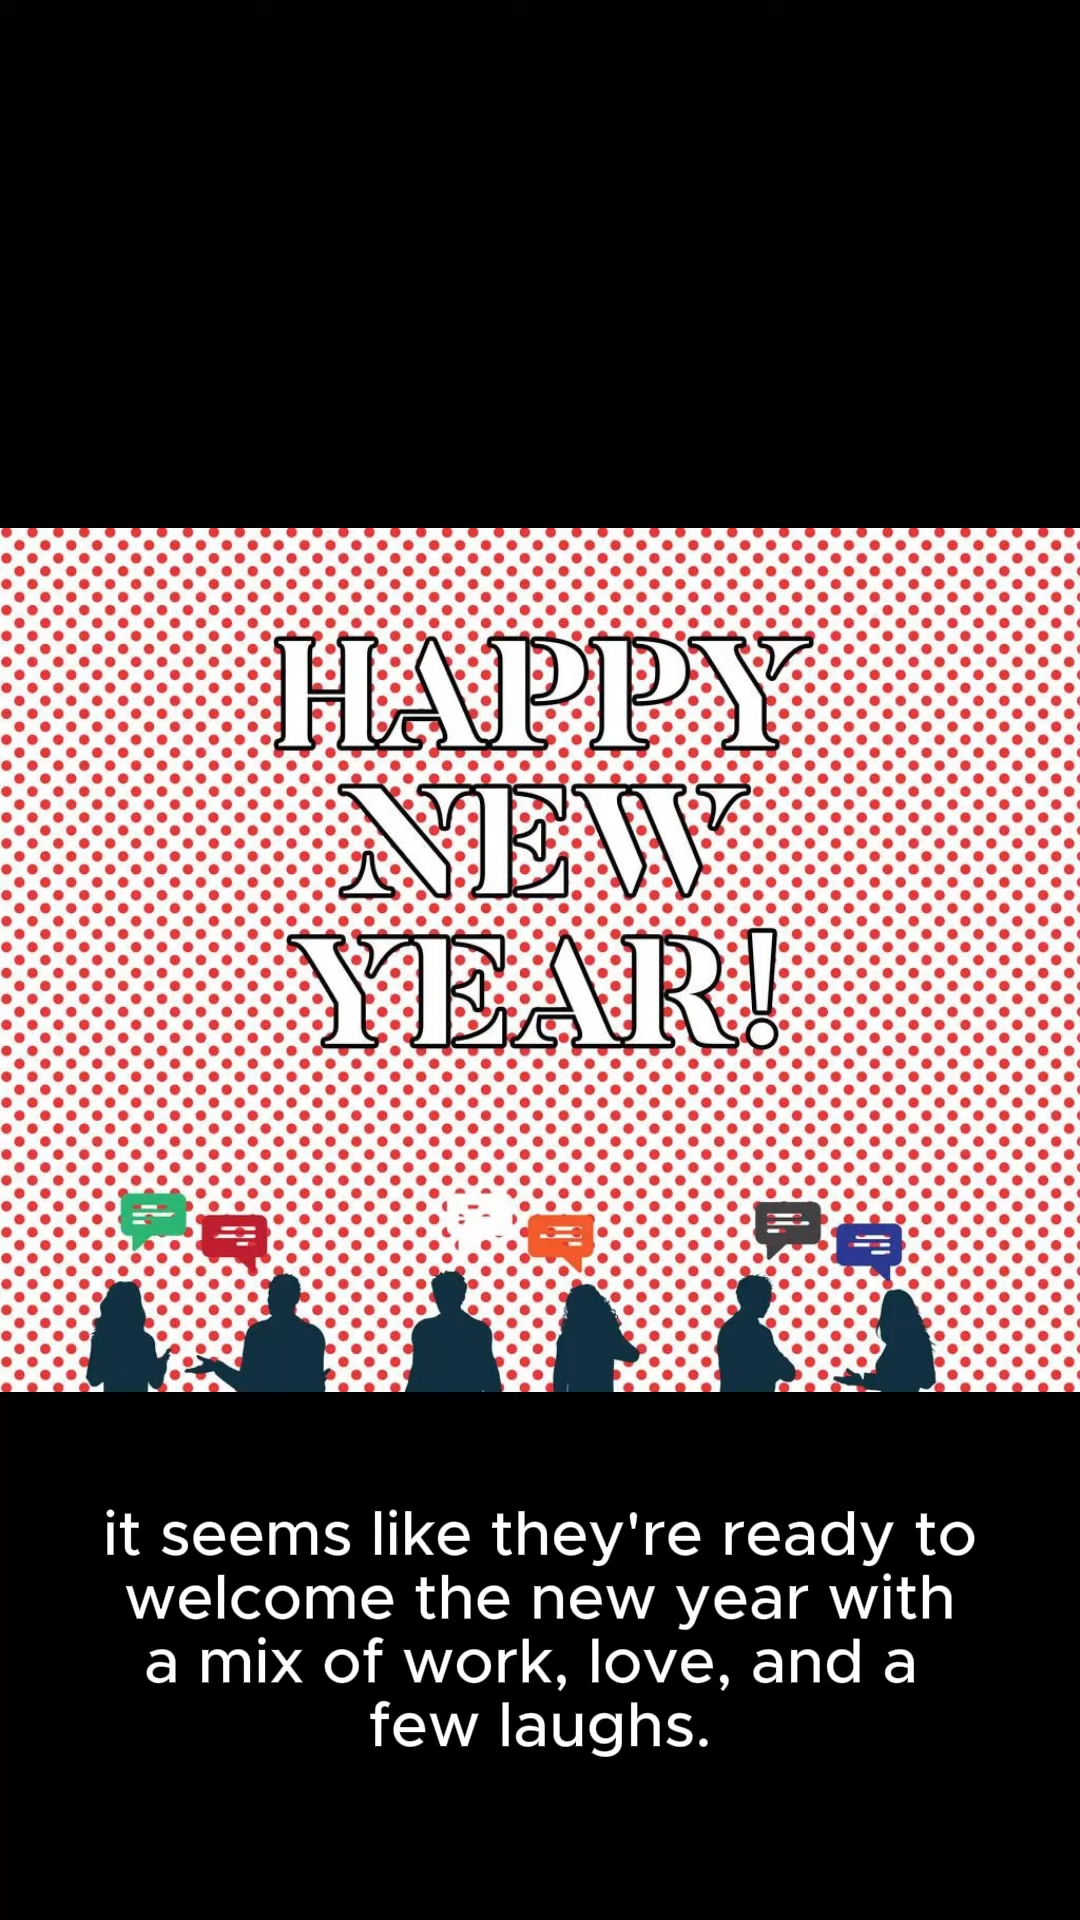 HAPPY
NEW
YEAR!
it seems like they're ready to
welcome the new year with
a mix of work, love, and a
few laughs.